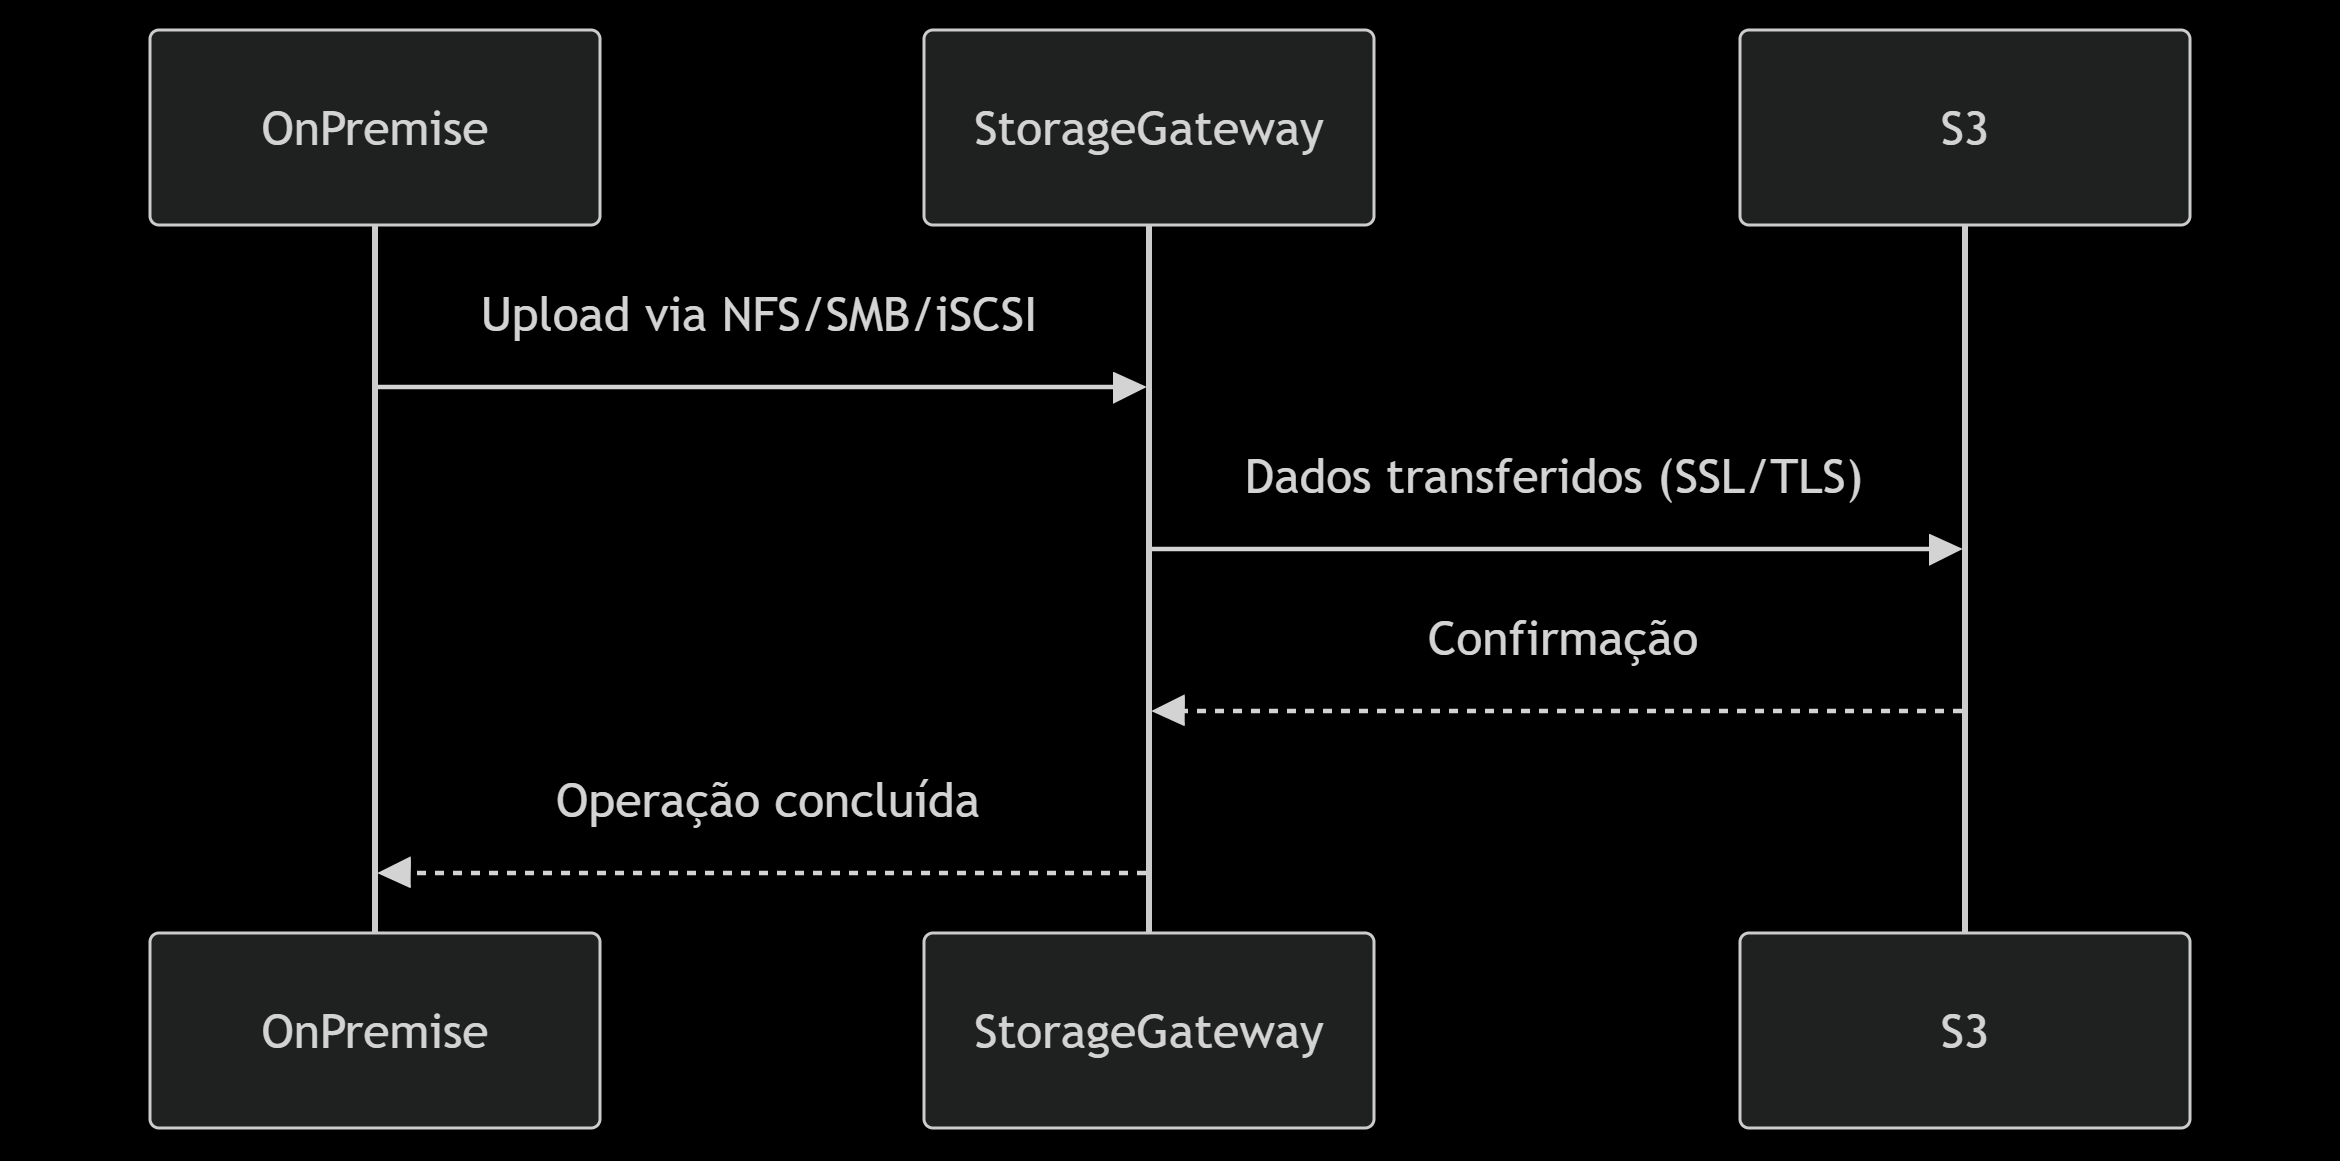 OnPremise
StorageGateway
S3
Upload via NFS/SMB/iSCSI
Dados transferidos (SSL/TLS)
Confirmação
Operação concluída
OnPremise
StorageGateway
S3